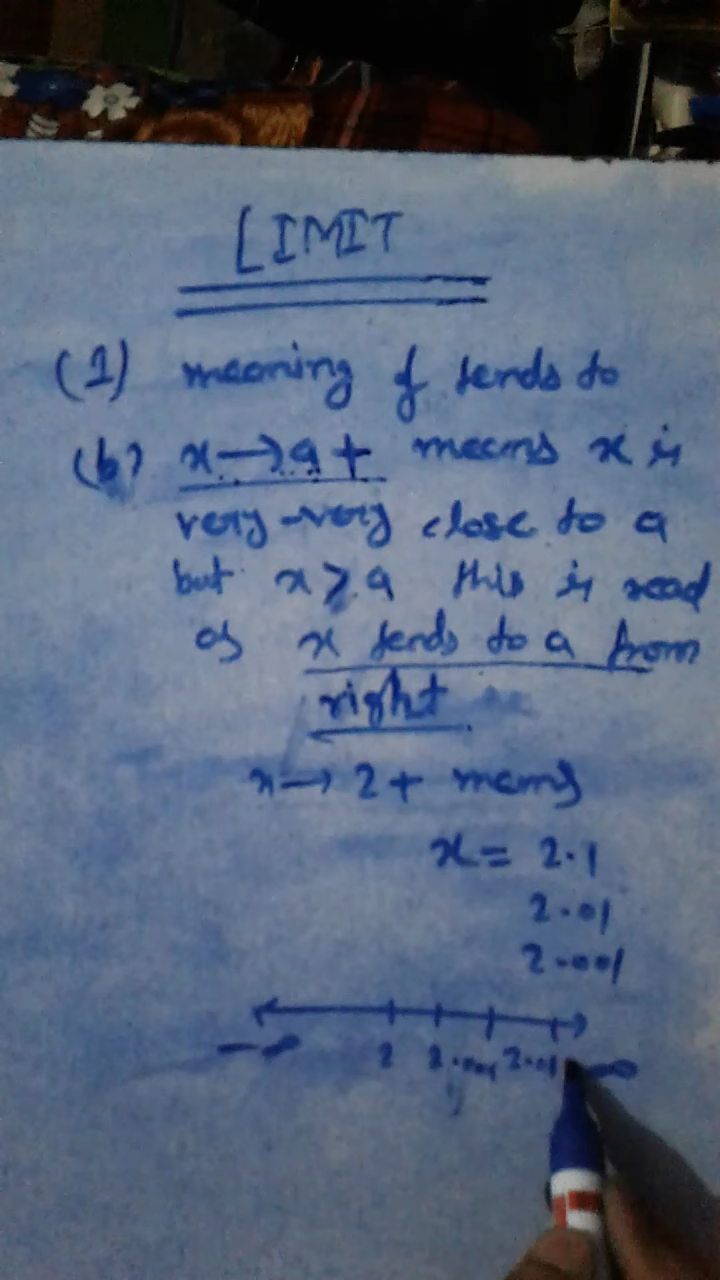 LIMIT
(1) meaning of tends to
(b) x→a+ means x is
very-very close to a
but x>a this is read
as x tends to a from
right
x→2+ means
x= 2.1
2.01
2.001
-∞ 2 2.001 2.01 ∞